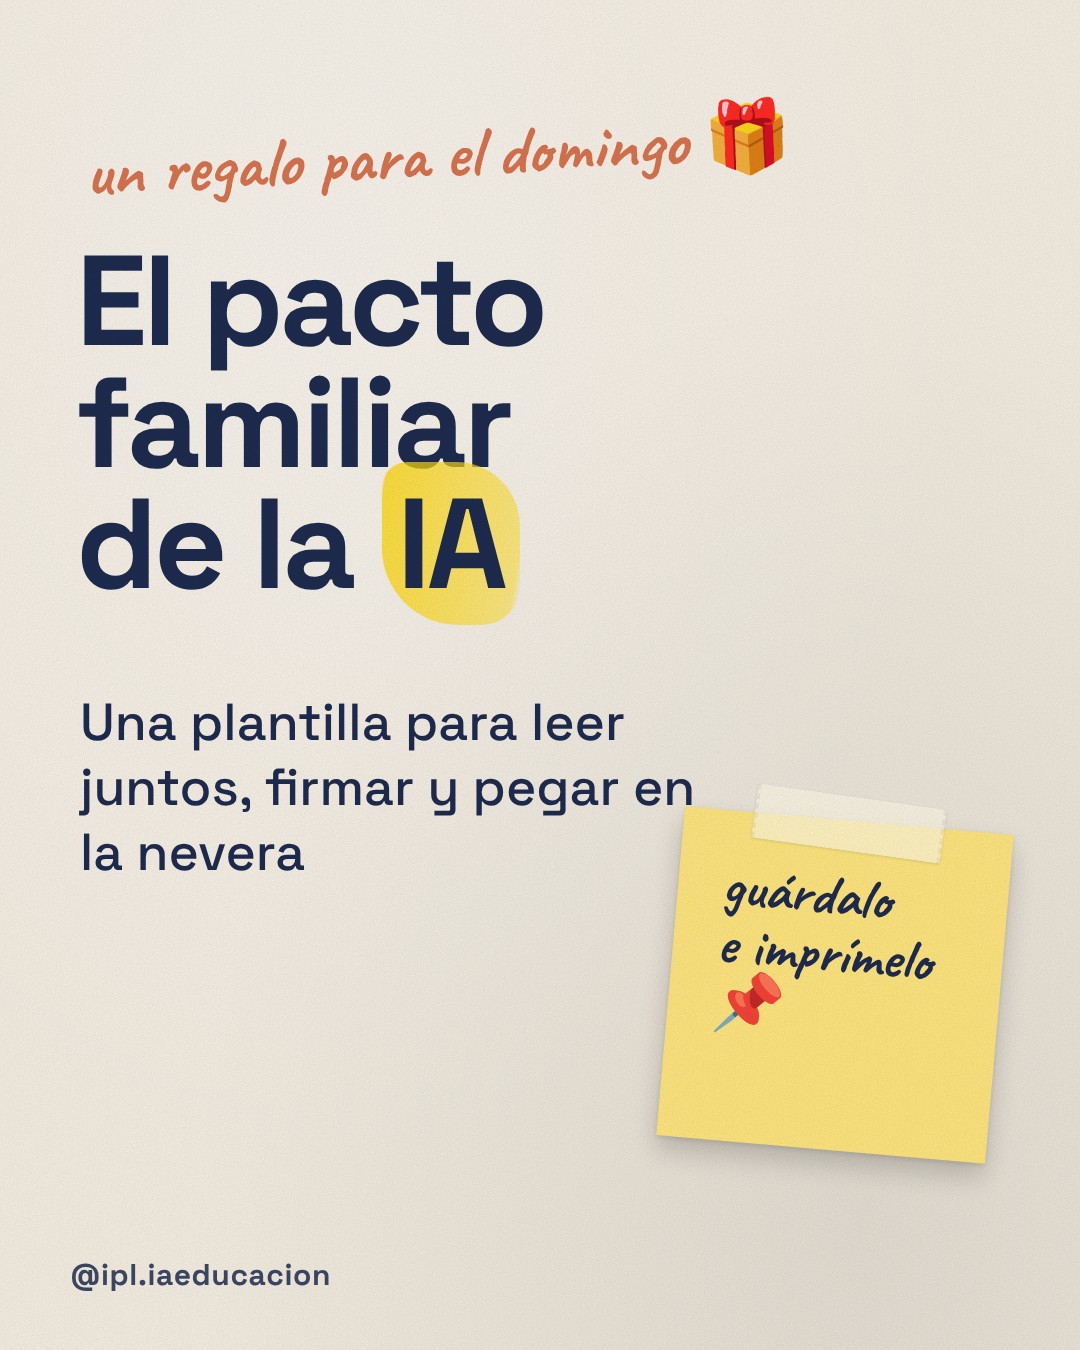 un regalo para el domingo 🎁
El pacto
familiar
de la IA
Una plantilla para leer
juntos, firmar y pegar en
la nevera
guárdalo
e imprímelo
📌
@ipl.iaeducacion